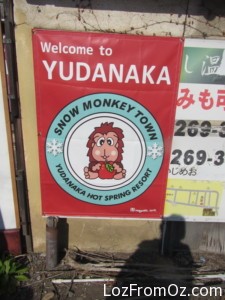 Welcome to
YUDANAKA
SNOW MONKEY TOWN
YUDANAKA HOT SPRING RESORT
し温
みも可
269-3
269-3
LozFromOz.com